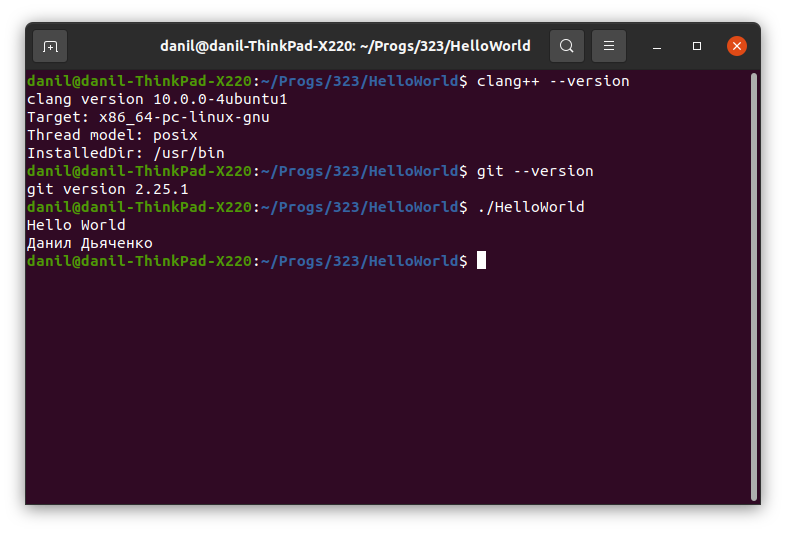 danil@danil-ThinkPad-X220: ~/Progs/323/HelloWorld
danil@danil-ThinkPad-X220:~/Progs/323/HelloWorld$ clang++ --version
clang version 10.0.0-4ubuntu1
Target: x86_64-pc-linux-gnu
Thread model: posix
InstalledDir: /usr/bin
danil@danil-ThinkPad-X220:~/Progs/323/HelloWorld$ git --version
git version 2.25.1
danil@danil-ThinkPad-X220:~/Progs/323/HelloWorld$ ./HelloWorld
Hello World
Данил Дьяченко
danil@danil-ThinkPad-X220:~/Progs/323/HelloWorld$